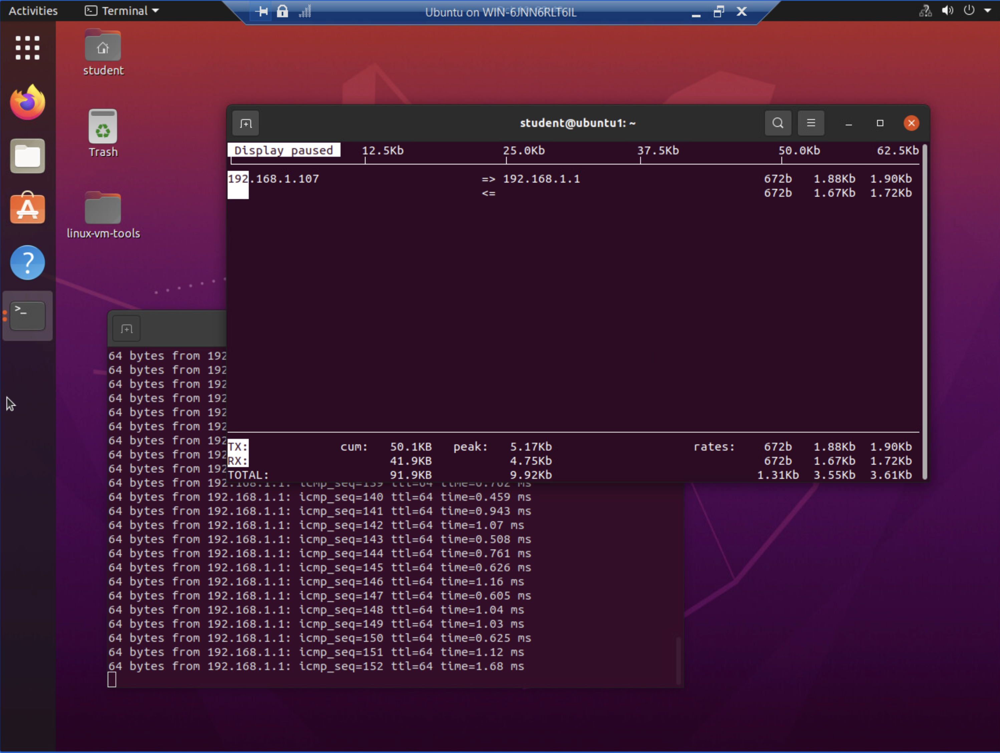 Activities
Terminal
Ubuntu on WIN-6JNN6RLT6IL
student
Trash
linux-vm-tools
student@ubuntu1: ~
Display paused 12.5Kb 25.0Kb 37.5Kb 50.0Kb 62.5Kb
192.168.1.107 => 192.168.1.1 672b 1.88Kb 1.90Kb
<= 672b 1.67Kb 1.72Kb
TX: cum: 50.1KB peak: 5.17Kb rates: 672b 1.88Kb 1.90Kb
RX: 41.9KB 4.75Kb 672b 1.67Kb 1.72Kb
TOTAL: 91.9KB 9.92Kb 1.31Kb 3.55Kb 3.61Kb
64 bytes from 192
64 bytes from 192
64 bytes from 192
64 bytes from 192
64 bytes from 192
64 bytes from 192
64 bytes from 192
64 bytes from 192
64 bytes from 192
64 bytes from 192.168.1.1: icmp_seq=139 ttl=64 time=0.762 ms
64 bytes from 192.168.1.1: icmp_seq=140 ttl=64 time=0.459 ms
64 bytes from 192.168.1.1: icmp_seq=141 ttl=64 time=0.943 ms
64 bytes from 192.168.1.1: icmp_seq=142 ttl=64 time=1.07 ms
64 bytes from 192.168.1.1: icmp_seq=143 ttl=64 time=0.508 ms
64 bytes from 192.168.1.1: icmp_seq=144 ttl=64 time=0.761 ms
64 bytes from 192.168.1.1: icmp_seq=145 ttl=64 time=0.626 ms
64 bytes from 192.168.1.1: icmp_seq=146 ttl=64 time=1.16 ms
64 bytes from 192.168.1.1: icmp_seq=147 ttl=64 time=0.605 ms
64 bytes from 192.168.1.1: icmp_seq=148 ttl=64 time=1.04 ms
64 bytes from 192.168.1.1: icmp_seq=149 ttl=64 time=1.03 ms
64 bytes from 192.168.1.1: icmp_seq=150 ttl=64 time=0.625 ms
64 bytes from 192.168.1.1: icmp_seq=151 ttl=64 time=1.12 ms
64 bytes from 192.168.1.1: icmp_seq=152 ttl=64 time=1.68 ms